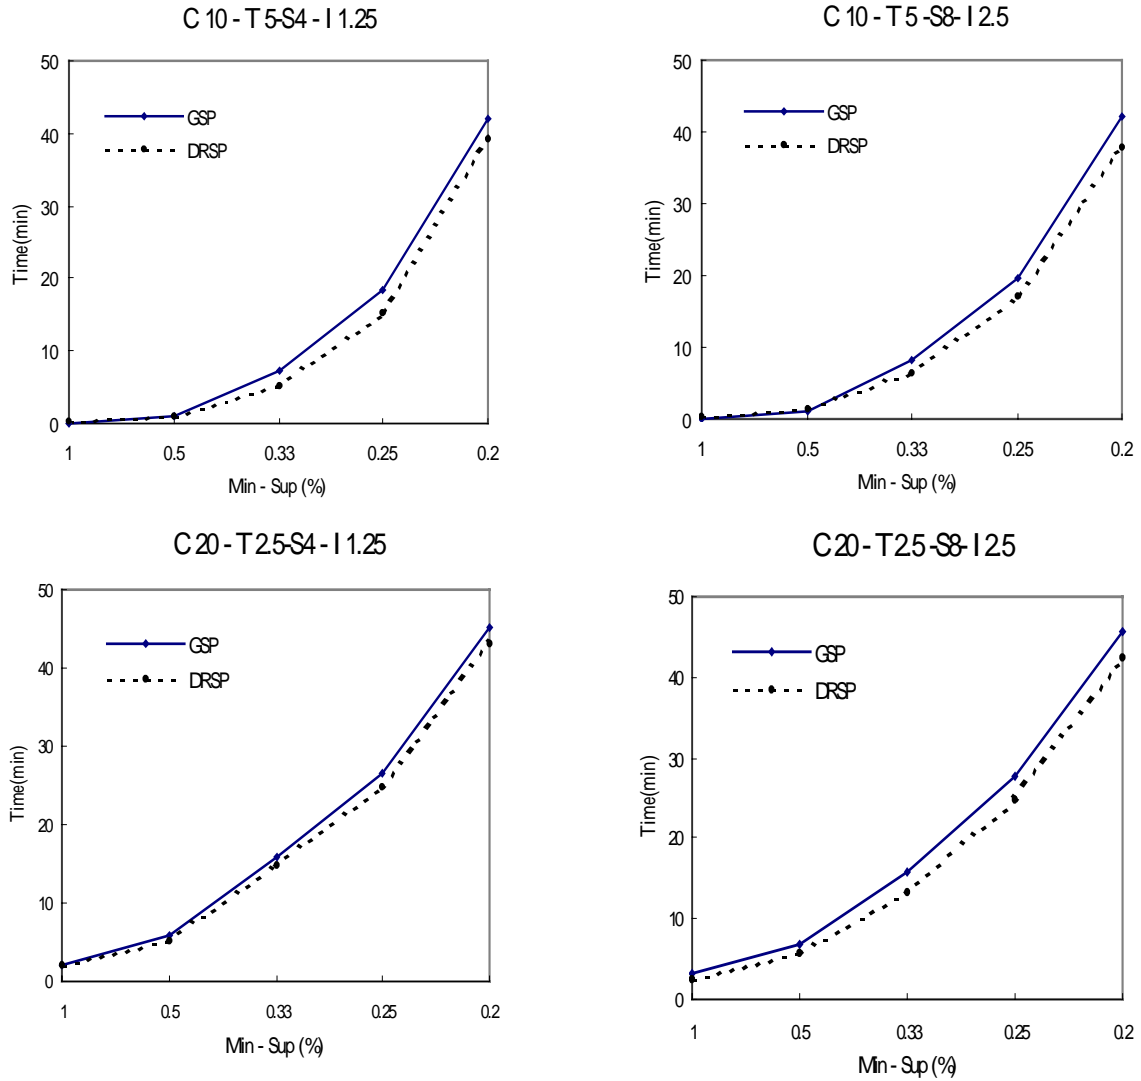 C 10 - T 5-S4 - I 1.25
50
40
30
20
10
0
Time(min)
GSP
DRSP
1 0.5 0.33 0.25 0.2
Min - Sup (%)
C 10 - T 5 -S8- I 2.5
50
40
30
20
10
0
Time(min)
GSP
DRSP
1 0.5 0.33 0.25 0.2
Min - Sup (%)
C 20 - T 2.5-S4 - I 1.25
50
40
30
20
10
0
Time(min)
GSP
DRSP
1 0.5 0.33 0.25 0.2
Min - Sup (%)
C 20 - T 2.5 -S8- I 2.5
50
40
30
20
10
0
Time(min)
GSP
DRSP
1 0.5 0.33 0.25 0.2
Min - Sup (%)